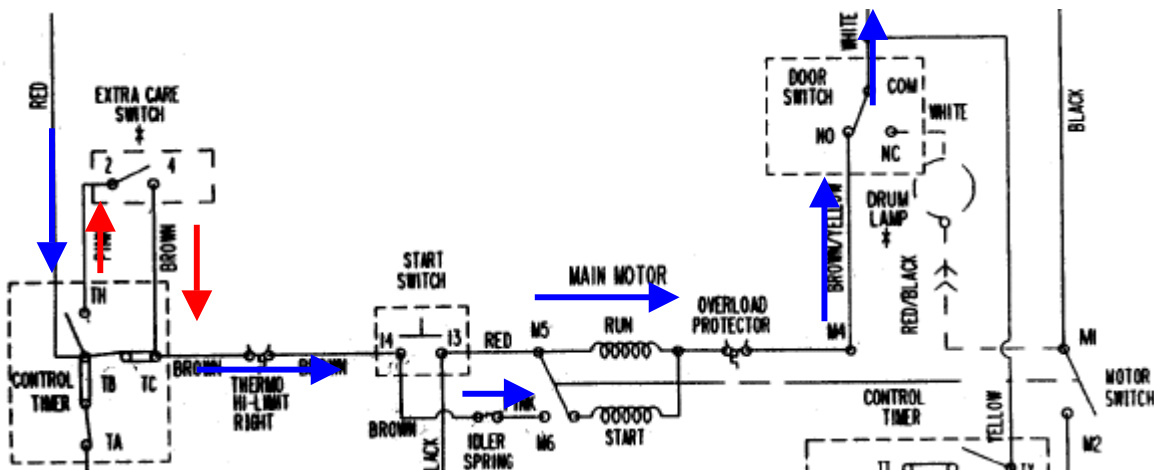 RED
EXTRA CARE
SWITCH
2
4
BROWN
TH
CONTROL
TIMER
TB
TC
TA
BROWN
THERMO
HI-LIMIT
RIGHT
BROWN
START
SWITCH
14
13
BROWN
RED
M5
IDLER
SPRING
M6
MAIN MOTOR
RUN
START
OVERLOAD
PROTECTOR
M4
BROWN/YELLOW
WHITE
DOOR
SWITCH
COM
NO
NC
WHITE
DRUM
LAMP
RED/BLACK
BLACK
M1
MOTOR
SWITCH
M2
CONTROL
TIMER
YELLOW